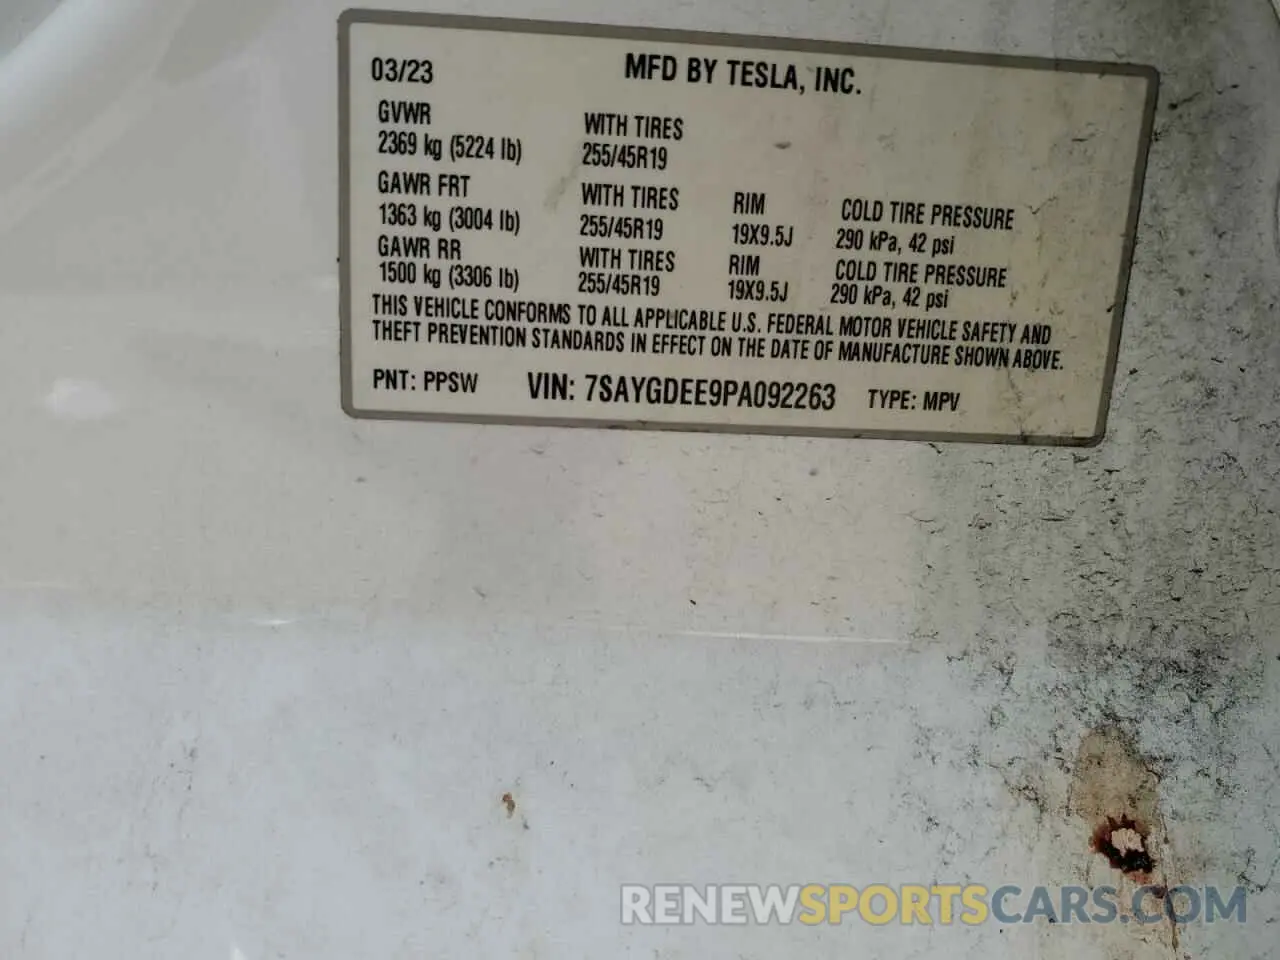 03/23 MFD BY TESLA, INC.
GVWR
2369 kg (5224 lb) WITH TIRES
255/45R19
GAWR FRT
1363 kg (3004 lb) WITH TIRES
255/45R19 RIM
19X9.5J COLD TIRE PRESSURE
290 kPa, 42 psi
GAWR RR
1500 kg (3306 lb) WITH TIRES
255/45R19 RIM
19X9.5J COLD TIRE PRESSURE
290 kPa, 42 psi
THIS VEHICLE CONFORMS TO ALL APPLICABLE U.S. FEDERAL MOTOR VEHICLE SAFETY AND
THEFT PREVENTION STANDARDS IN EFFECT ON THE DATE OF MANUFACTURE SHOWN ABOVE.
PNT: PPSW VIN: 7SAYGDEE9PA092263 TYPE: MPV
RENEWSPORTSCARS.COM